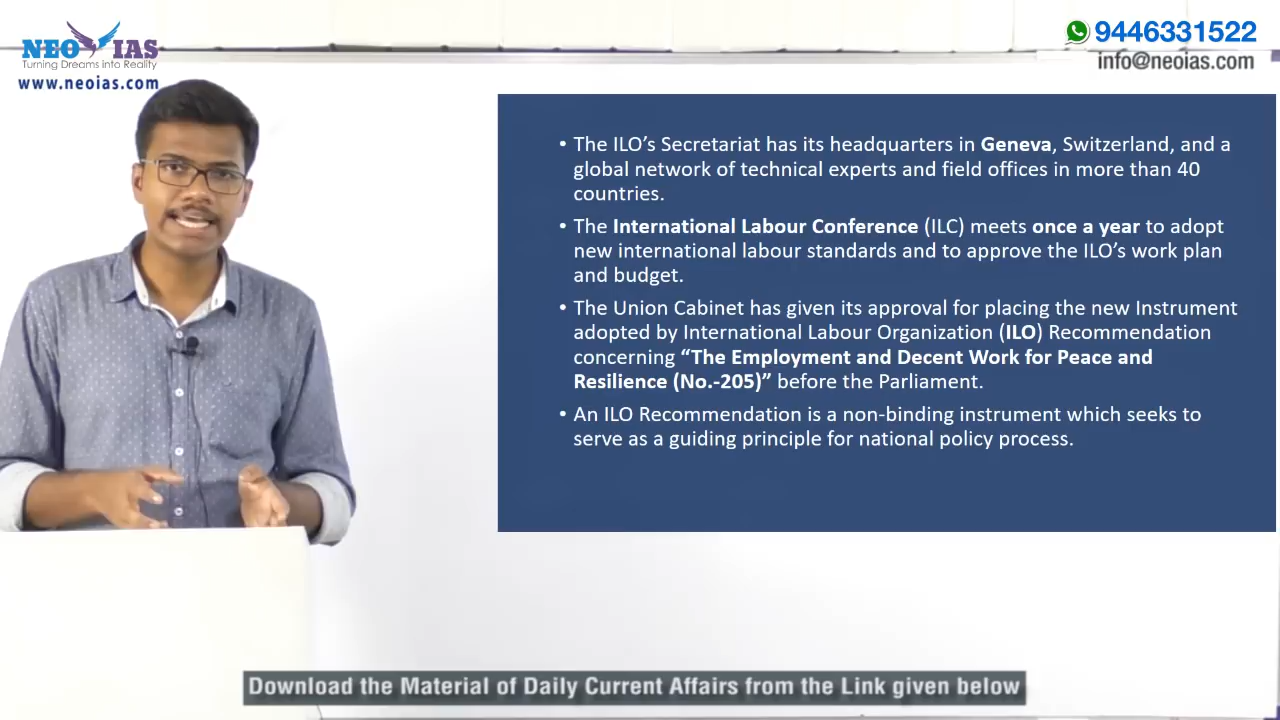 NEO IAS
Turning Dreams into Reality
www.neoias.com
9446331522
info@neoias.com
• The ILO’s Secretariat has its headquarters in Geneva, Switzerland, and a
global network of technical experts and field offices in more than 40
countries.
• The International Labour Conference (ILC) meets once a year to adopt
new international labour standards and to approve the ILO’s work plan
and budget.
• The Union Cabinet has given its approval for placing the new Instrument
adopted by International Labour Organization (ILO) Recommendation
concerning “The Employment and Decent Work for Peace and
Resilience (No.-205)” before the Parliament.
• An ILO Recommendation is a non-binding instrument which seeks to
serve as a guiding principle for national policy process.
Download the Material of Daily Current Affairs from the Link given below